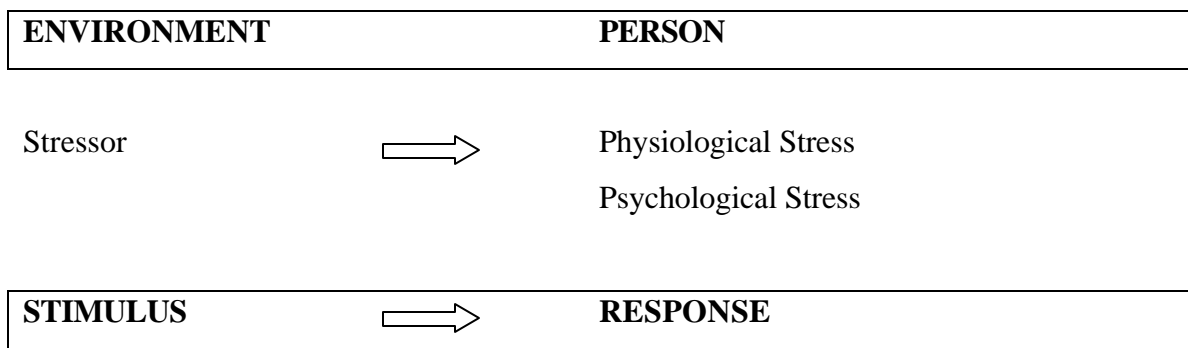 ENVIRONMENT PERSON
Stressor Physiological Stress
Psychological Stress
STIMULUS RESPONSE